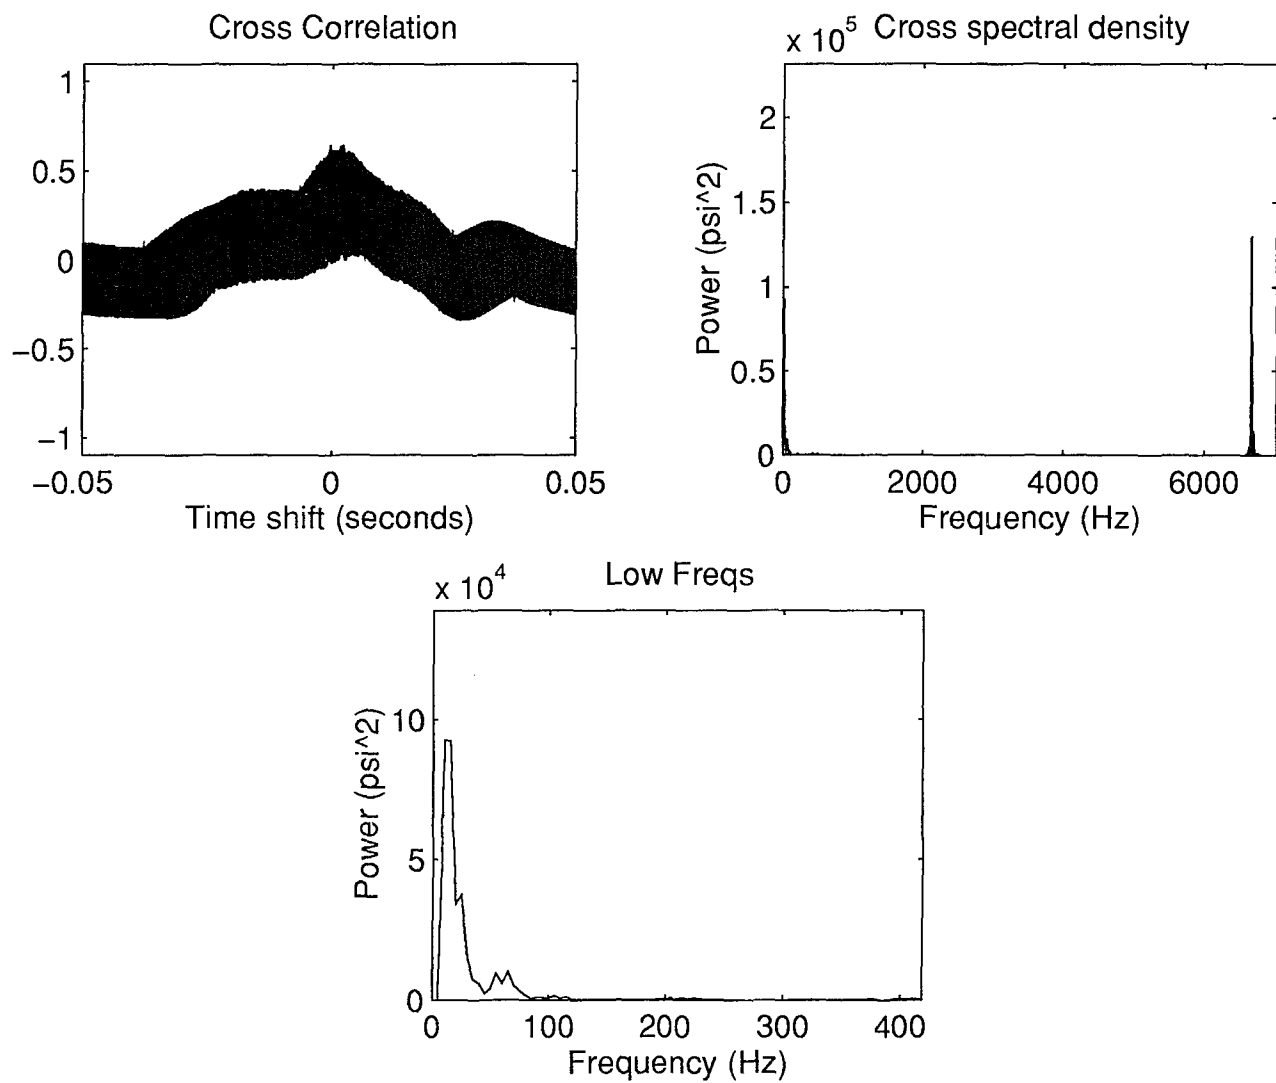 Cross Correlation
1
0.5
0
−0.5
−1
−0.05 0 0.05
Time shift (seconds)
x 10^5 Cross spectral density
2
1.5
1
0.5
0
Power (psi^2)
0 2000 4000 6000
Frequency (Hz)
x 10^4 Low Freqs
10
5
0
Power (psi^2)
0 100 200 300 400
Frequency (Hz)